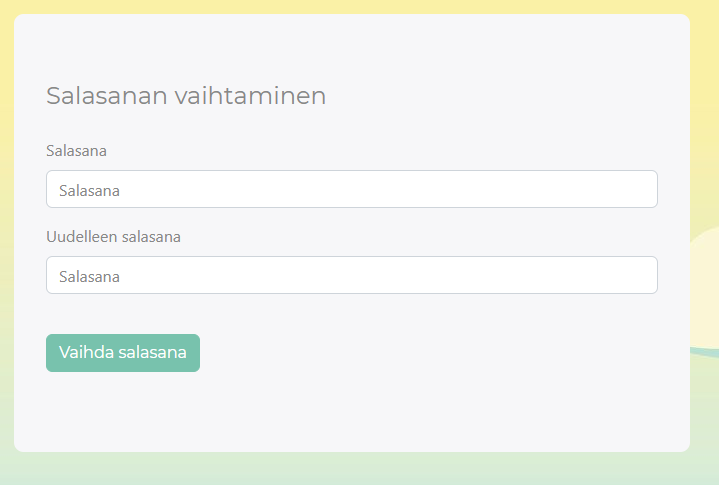 Salasanan vaihtaminen
Salasana
Salasana
Uudelleen salasana
Salasana
Vaihda salasana